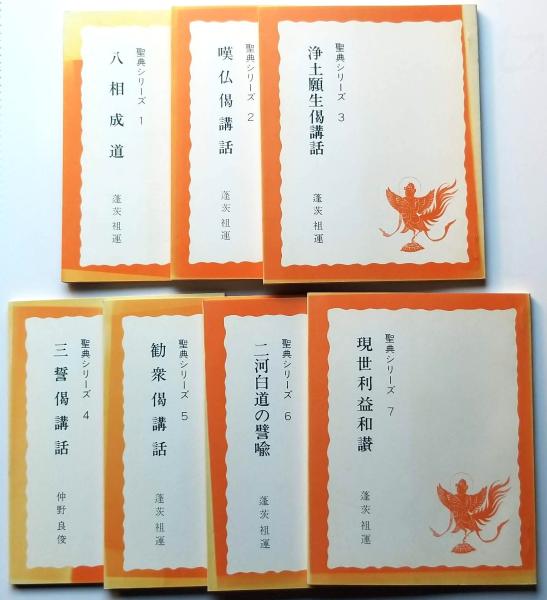 聖典シリーズ 1
八相成道
蓬茨祖運
聖典シリーズ 2
嘆仏偈講話
蓬茨祖運
聖典シリーズ 3
浄土願生偈講話
蓬茨祖運
聖典シリーズ 4
三誓偈講話
仲野良俊
聖典シリーズ 5
勧衆偈講話
蓬茨祖運
聖典シリーズ 6
二河白道の譬喩
蓬茨祖運
聖典シリーズ 7
現世利益和讃
蓬茨祖運